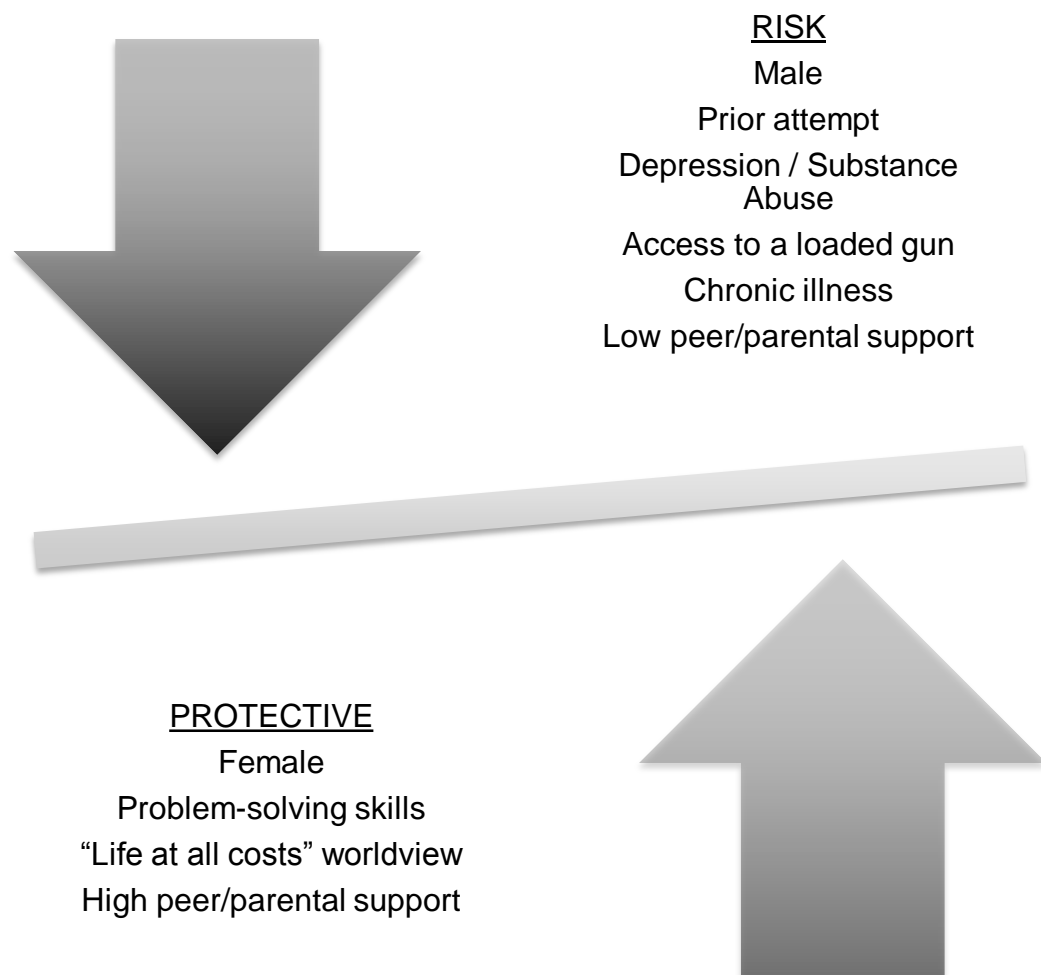 RISK
Male
Prior attempt
Depression / Substance
Abuse
Access to a loaded gun
Chronic illness
Low peer/parental support
PROTECTIVE
Female
Problem-solving skills
“Life at all costs” worldview
High peer/parental support